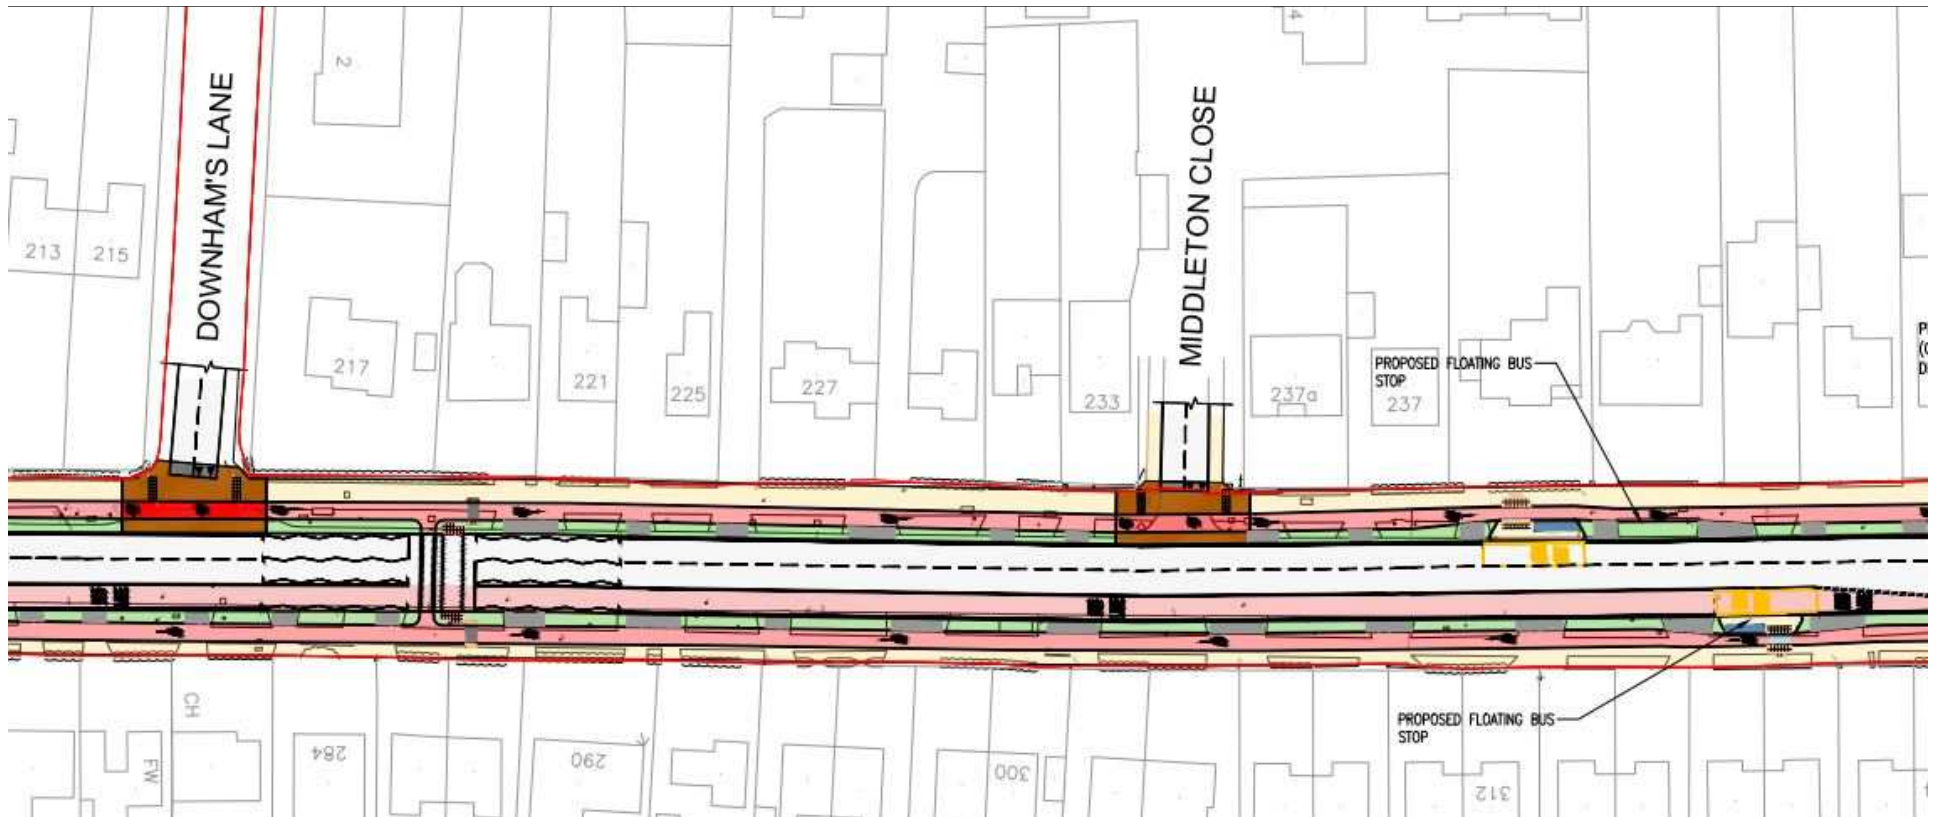 4
2
DOWNHAM'S LANE
MIDDLETON CLOSE
213
215
217
221
225
227
233
237a
237
PROPOSED FLOATING BUS
STOP
PROPOSED FLOATING BUS
STOP
CH
FW
284
290
300
312